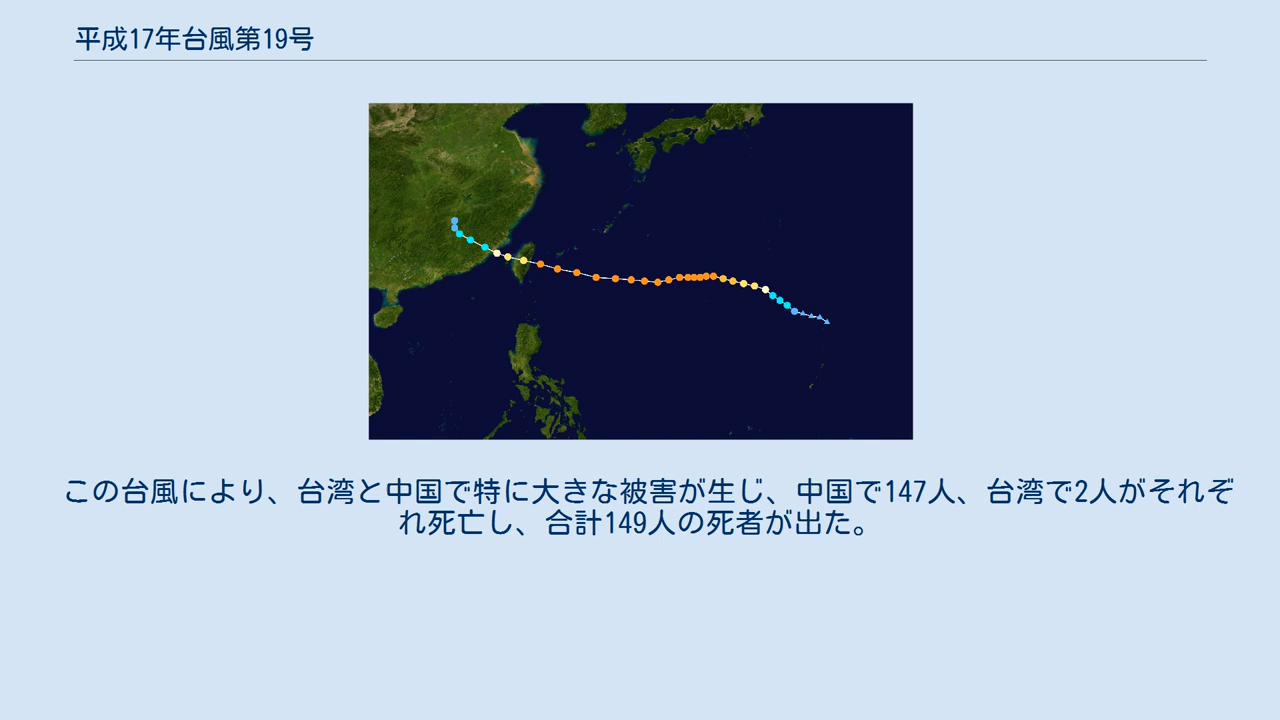 平成17年台風第19号
この台風により、台湾と中国で特に大きな被害が生じ、中国で147人、台湾で2人がそれぞ
れ死亡し、合計149人の死者が出た。